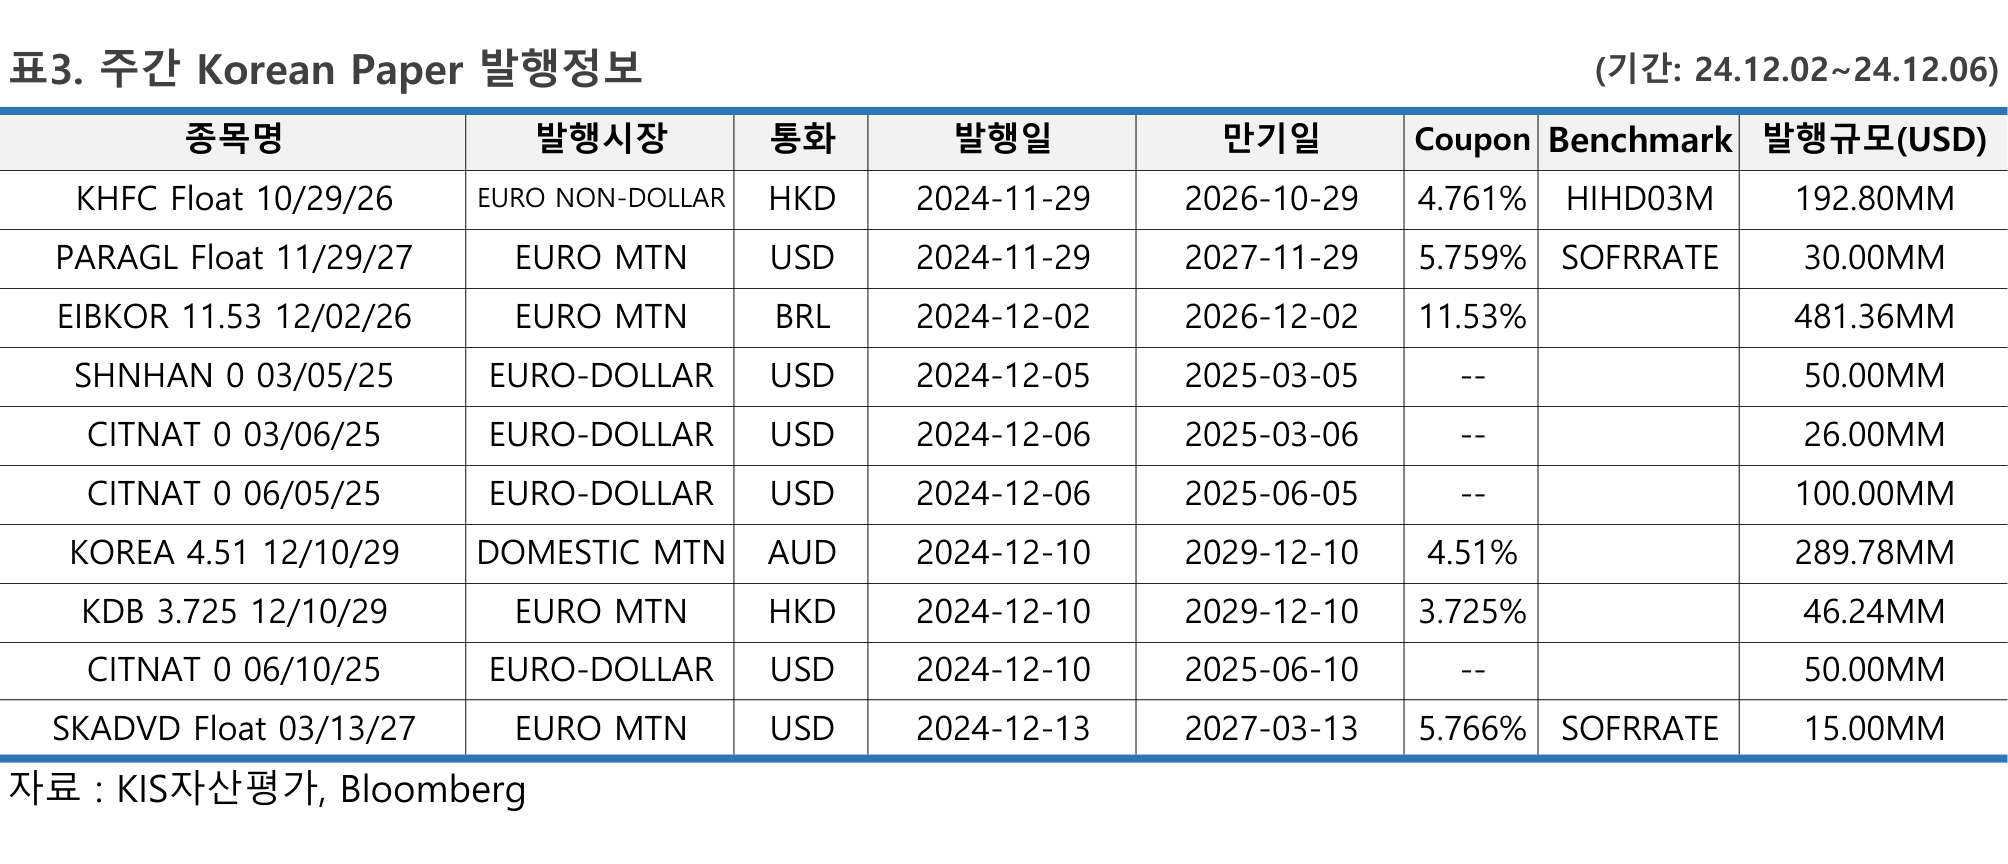 표3. 주간 Korean Paper 발행정보 (기간: 24.12.02~24.12.06)
종목명 발행시장 통화 발행일 만기일 Coupon Benchmark 발행규모(USD)
KHFC Float 10/29/26 EURO NON-DOLLAR HKD 2024-11-29 2026-10-29 4.761% HIHD03M 192.80MM
PARAGL Float 11/29/27 EURO MTN USD 2024-11-29 2027-11-29 5.759% SOFRRATE 30.00MM
EIBKOR 11.53 12/02/26 EURO MTN BRL 2024-12-02 2026-12-02 11.53% 481.36MM
SHNHAN 0 03/05/25 EURO-DOLLAR USD 2024-12-05 2025-03-05 -- 50.00MM
CITNAT 0 03/06/25 EURO-DOLLAR USD 2024-12-06 2025-03-06 -- 26.00MM
CITNAT 0 06/05/25 EURO-DOLLAR USD 2024-12-06 2025-06-05 -- 100.00MM
KOREA 4.51 12/10/29 DOMESTIC MTN AUD 2024-12-10 2029-12-10 4.51% 289.78MM
KDB 3.725 12/10/29 EURO MTN HKD 2024-12-10 2029-12-10 3.725% 46.24MM
CITNAT 0 06/10/25 EURO-DOLLAR USD 2024-12-10 2025-06-10 -- 50.00MM
SKADVD Float 03/13/27 EURO MTN USD 2024-12-13 2027-03-13 5.766% SOFRRATE 15.00MM
자료 : KIS자산평가, Bloomberg